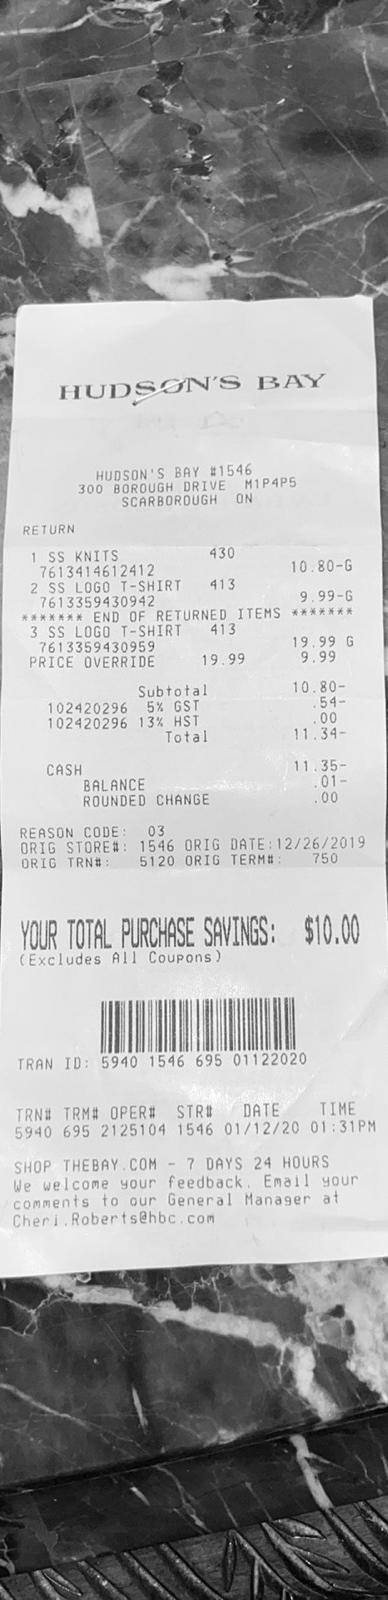 HUDSON'S BAY
HUDSON'S BAY #1546
300 BOROUGH DRIVE M1P4P5
SCARBOROUGH ON
RETURN
1 SS KNITS 430
7613414612412 10.80-G
2 SS LOGO T-SHIRT 413
7613359430942 9.99-G
******* END OF RETURNED ITEMS *******
3 SS LOGO T-SHIRT 413
7613359430959 19.99 G
PRICE OVERRIDE 19.99 9.99
Subtotal 10.80-
102420296 5% GST .54-
102420296 13% HST .00
Total 11.34-
CASH 11.35-
BALANCE .01-
ROUNDED CHANGE .00
REASON CODE: 03
ORIG STORE#: 1546 ORIG DATE:12/26/2019
ORIG TRN#: 5120 ORIG TERM#: 750
YOUR TOTAL PURCHASE SAVINGS: $10.00
(Excludes All Coupons)
TRAN ID: 5940 1546 695 01122020
TRN# TRM# OPER# STR# DATE TIME
5940 695 2125104 1546 01/12/20 01:31PM
SHOP THEBAY.COM - 7 DAYS 24 HOURS
We welcome your feedback. Email your
comments to our General Manager at
Cheri.Roberts@hbc.com